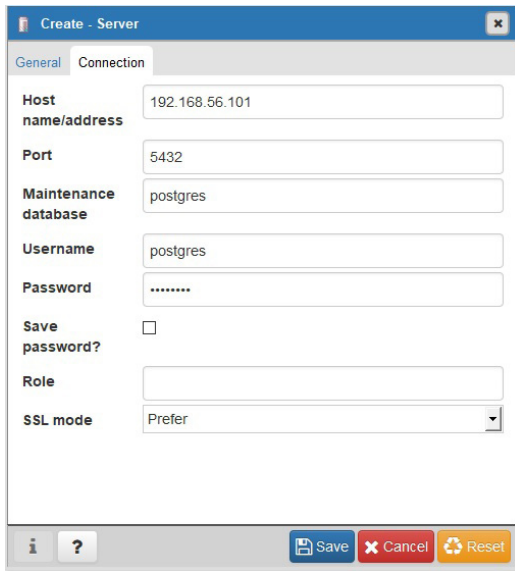 Create - Server
General Connection
Host name/address 192.168.56.101
Port 5432
Maintenance database postgres
Username postgres
Password ••••••••
Save password?
Role
SSL mode Prefer
i ? Save Cancel Reset